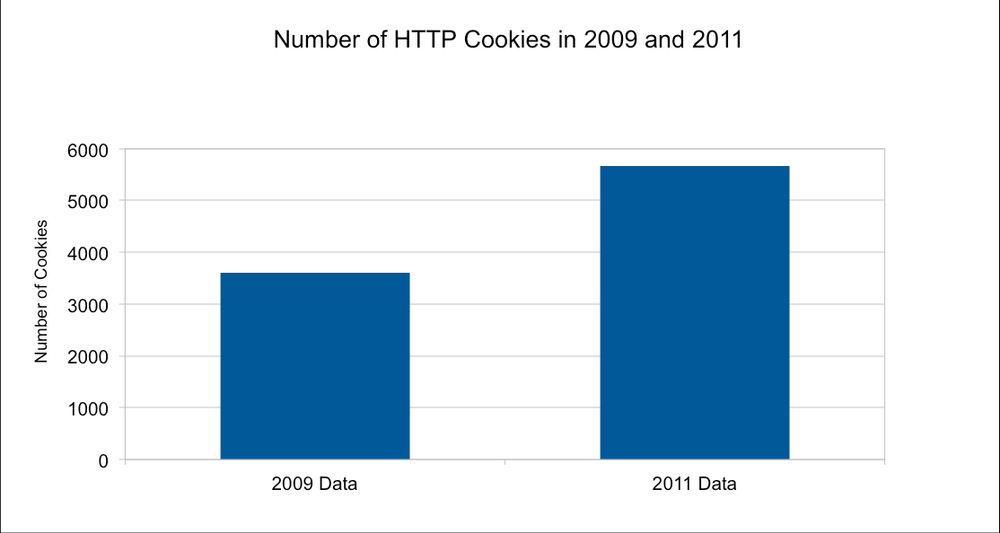 Number of HTTP Cookies in 2009 and 2011
6000
5000
4000
3000
2000
1000
0
Number of Cookies
2009 Data
2011 Data